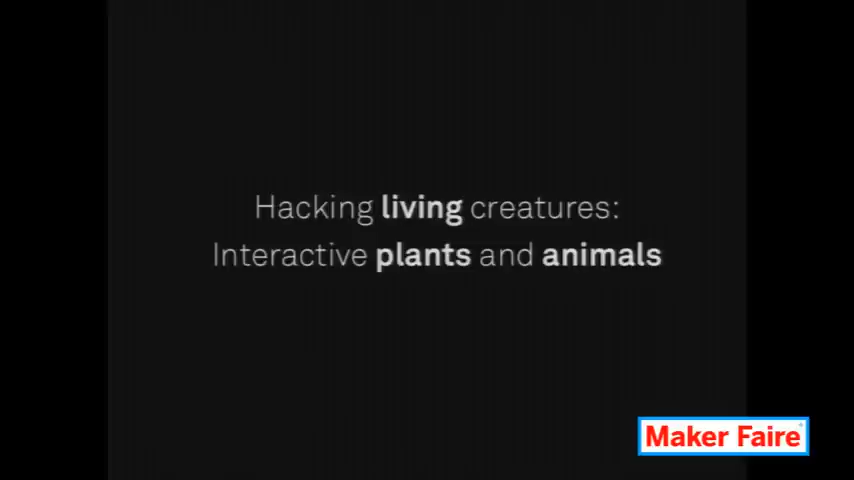 Hacking living creatures:
Interactive plants and animals
Maker Faire